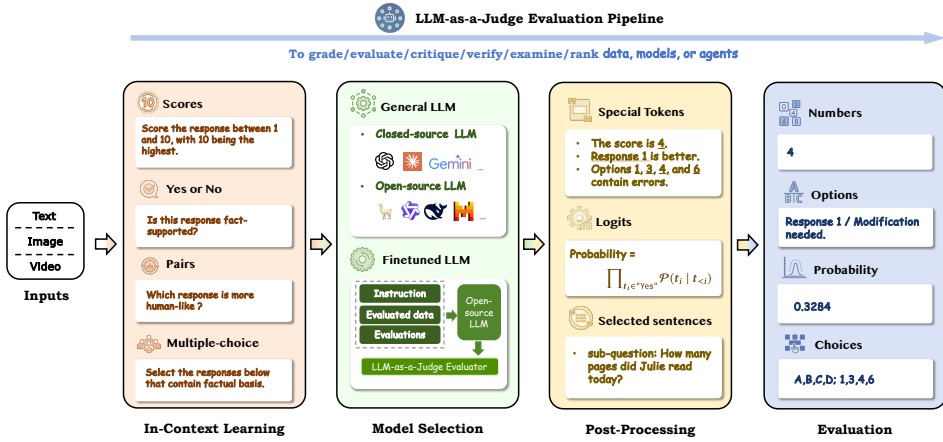 LLM-as-a-Judge Evaluation Pipeline
To grade/evaluate/critique/verify/examine/rank data, models, or agents
Text
Image
Video
Inputs
10
Scores
Score the response between 1
and 10, with 10 being the
highest.
Yes or No
Is this response fact-
supported?
Pairs
Which response is more
human-like ?
Multiple-choice
Select the responses below
that contain factual basis.
In-Context Learning
General LLM
• Closed-source LLM
Gemini ...
• Open-source LLM
...
Finetuned LLM
Instruction
Evaluated data
Evaluations
Open-
source
LLM
LLM-as-a-Judge Evaluator
Model Selection
Special Tokens
• The score is 4.
• Response 1 is better.
• Options 1, 3, 4, and 6
contain errors.
Logits
Probability =
∏ t_i∈"Yes" 𝒫(t_i | t_<i)
Selected sentences
• sub-question: How many
pages did Julie read
today?
Post-Processing
Numbers
4
A
B C
Options
Response 1 / Modification
needed.
Probability
0.3284
Choices
A,B,C,D; 1,3,4,6
Evaluation